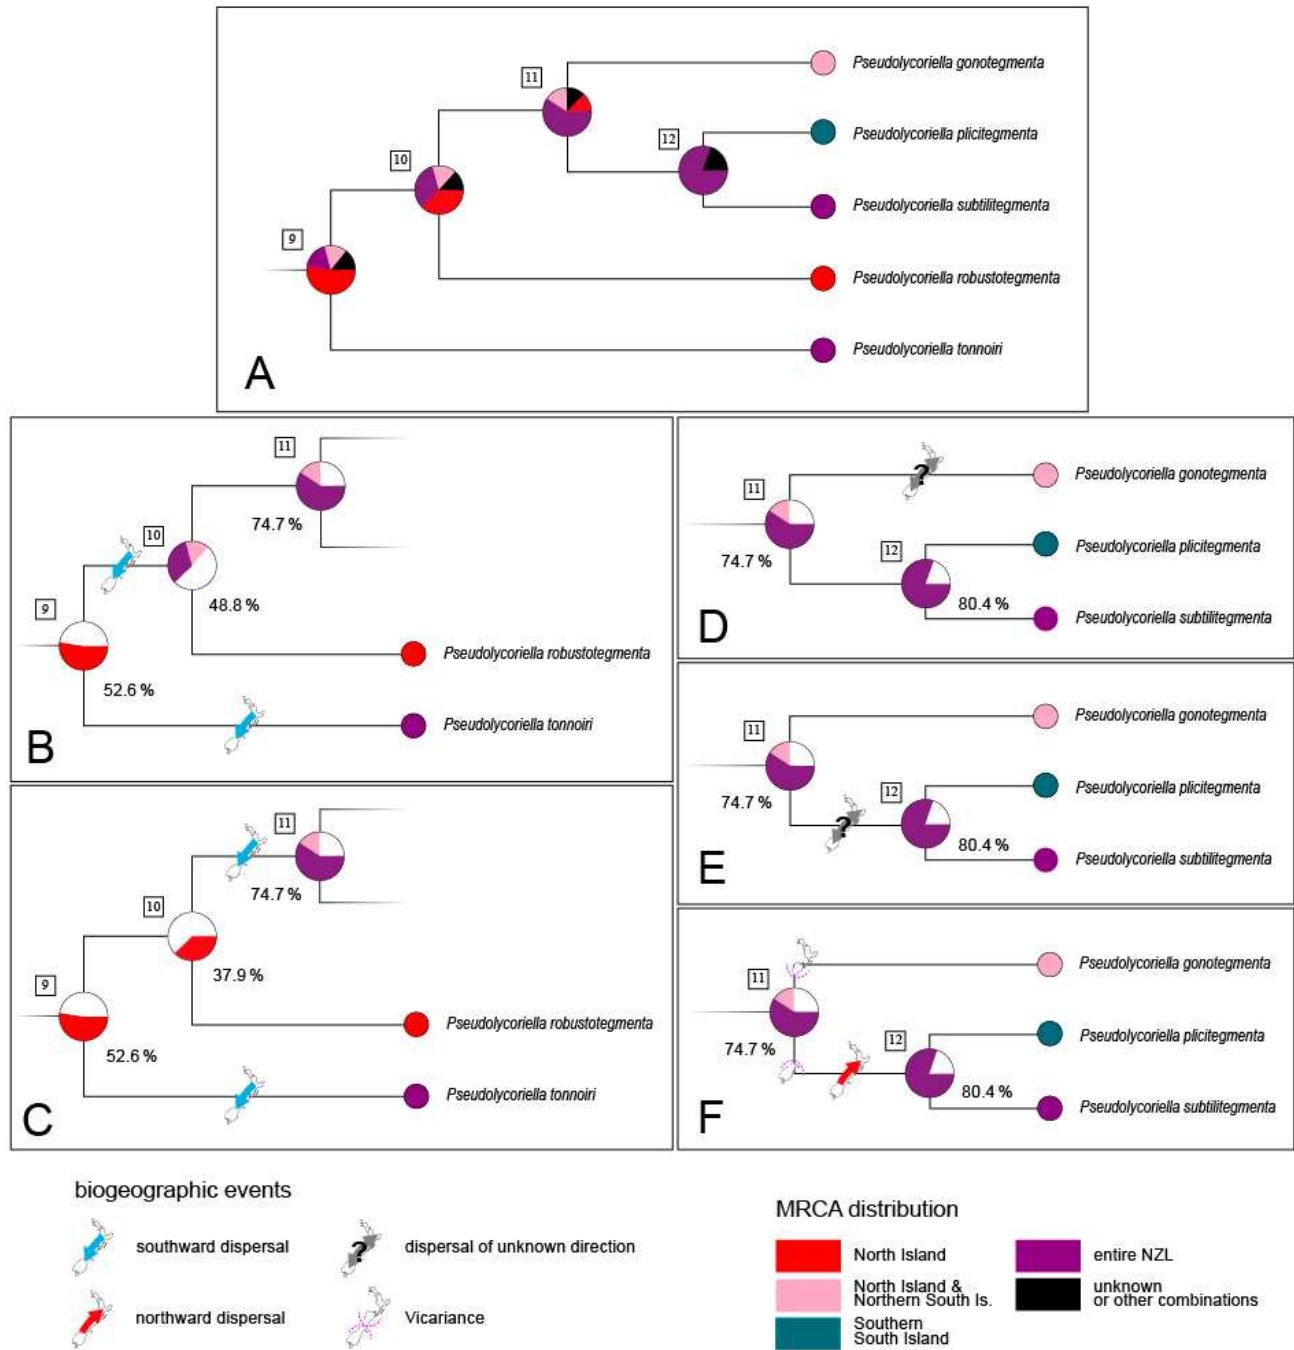 Pseudolycoriella gonotegmenta
11
Pseudolycoriella plicitegmenta
12
10
Pseudolycoriella subtilitegmenta
9
Pseudolycoriella robustotegmenta
Pseudolycoriella tonnoiri
A
11
74.7 %
10
48.8 %
9
Pseudolycoriella robustotegmenta
52.6 %
Pseudolycoriella tonnoiri
B
11
74.7 %
10
37.9 %
9
Pseudolycoriella robustotegmenta
52.6 %
Pseudolycoriella tonnoiri
C
?
Pseudolycoriella gonotegmenta
11
Pseudolycoriella plicitegmenta
74.7 %
12
80.4 %
Pseudolycoriella subtilitegmenta
D
Pseudolycoriella gonotegmenta
11
Pseudolycoriella plicitegmenta
74.7 %
12
?
80.4 %
Pseudolycoriella subtilitegmenta
E
Pseudolycoriella gonotegmenta
11
Pseudolycoriella plicitegmenta
74.7 %
12
80.4 %
Pseudolycoriella subtilitegmenta
F
biogeographic events
southward dispersal
?
dispersal of unknown direction
northward dispersal
Vicariance
MRCA distribution
North Island
entire NZL
North Island &
Northern South Is.
unknown
or other combinations
Southern
South Island